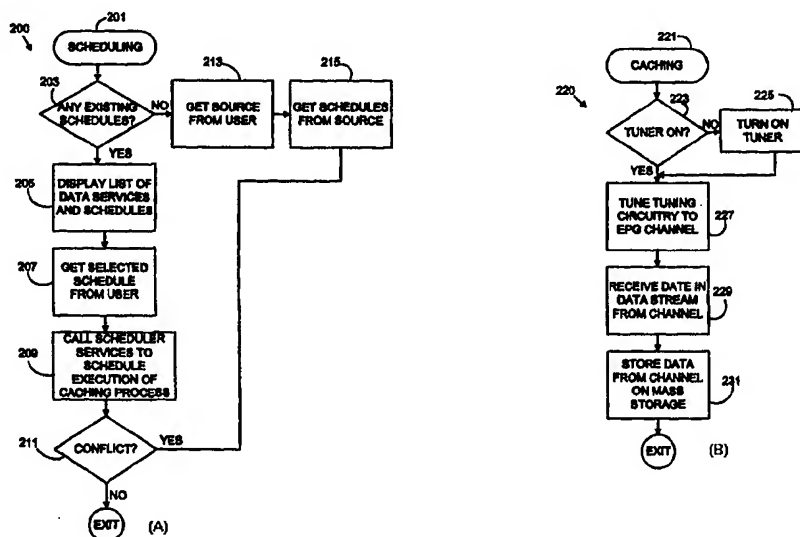 200
201
SCHEDULING
203
ANY EXISTING
SCHEDULES?
NO
213
GET SOURCE
FROM USER
215
GET SCHEDULES
FROM SOURCE
YES
205
DISPLAY LIST OF
DATA SERVICES
AND SCHEDULES
207
GET SELECTED
SCHEDULE
FROM USER
209
CALL SCHEDULER
SERVICES TO
SCHEDULE
EXECUTION OF
CACHING PROCESS
211
CONFLICT?
YES
NO
EXIT
(A)
221
CACHING
220
223
TUNER ON?
NO
225
TURN ON
TUNER
YES
TUNE TUNING
CIRCUITRY TO
EPG CHANNEL
227
RECEIVE DATE IN
DATA STREAM
FROM CHANNEL
229
STORE DATA
FROM CHANNEL
ON MASS
STORAGE
231
EXIT
(B)